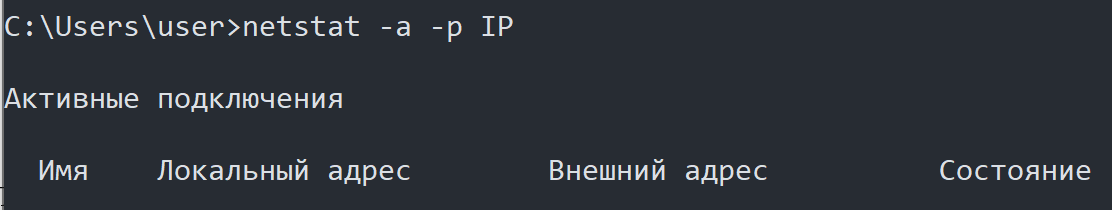 C:\Users\user>netstat -a -p IP
Активные подключения
Имя Локальный адрес Внешний адрес Состояние